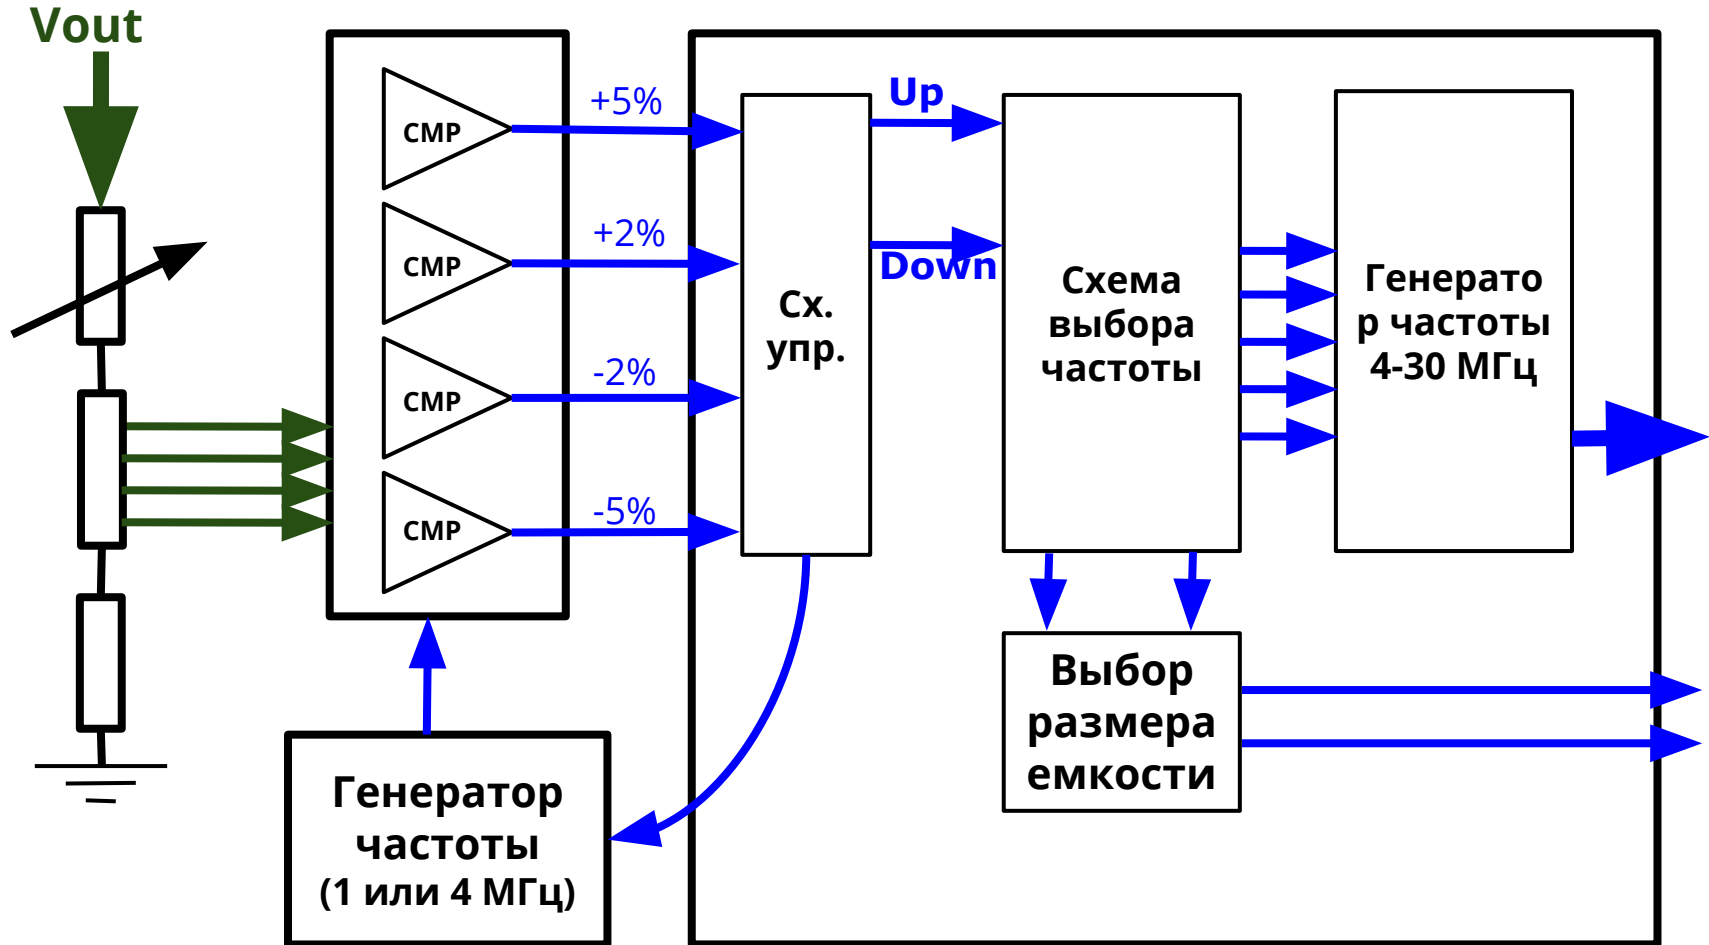 Vout
CMP
CMP
CMP
CMP
+5%
+2%
-2%
-5%
Сх.
упр.
Up
Down
Схема
выбора
частоты
Генерато
р частоты
4-30 МГц
Выбор
размера
емкости
Генератор
частоты
(1 или 4 МГц)